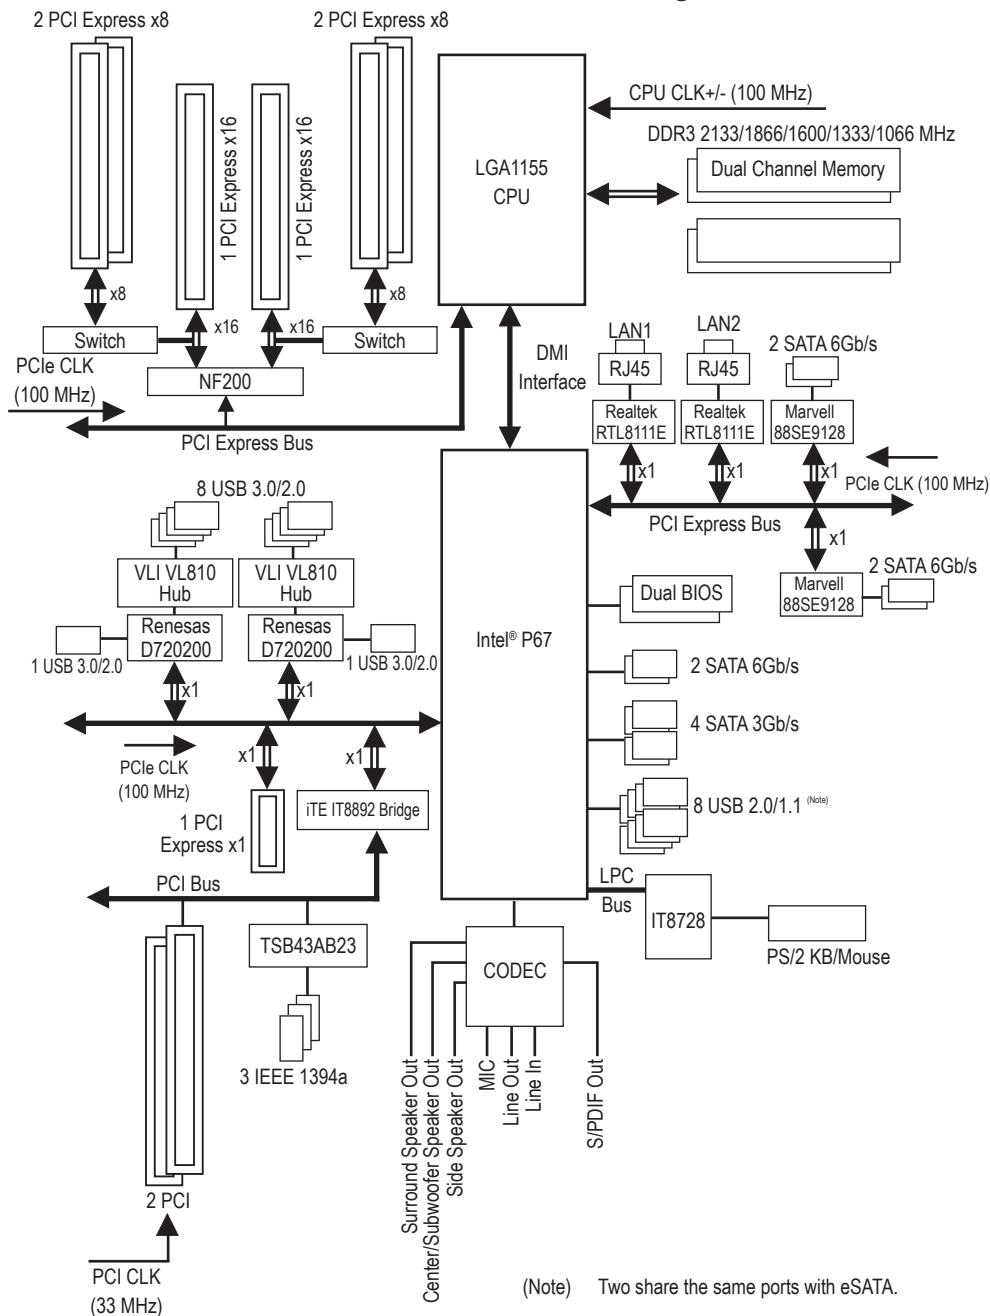 2 PCI Express x8
2 PCI Express x8
1 PCI Express x16
1 PCI Express x16
x8
x16
x16
x8
Switch
Switch
NF200
PCIe CLK
(100 MHz)
PCI Express Bus
LGA1155
CPU
CPU CLK+/- (100 MHz)
DDR3 2133/1866/1600/1333/1066 MHz
Dual Channel Memory
DMI
Interface
LAN1
RJ45
Realtek
RTL8111E
LAN2
RJ45
Realtek
RTL8111E
2 SATA 6Gb/s
Marvell
88SE9128
x1
x1
x1
PCIe CLK (100 MHz)
PCI Express Bus
x1
Marvell
88SE9128
2 SATA 6Gb/s
8 USB 3.0/2.0
VLI VL810
Hub
VLI VL810
Hub
Renesas
D720200
Renesas
D720200
1 USB 3.0/2.0
1 USB 3.0/2.0
x1
x1
Intel® P67
Dual BIOS
2 SATA 6Gb/s
4 SATA 3Gb/s
8 USB 2.0/1.1 (Note)
PCIe CLK
(100 MHz)
x1
x1
1 PCI
Express x1
iTE IT8892 Bridge
PCI Bus
TSB43AB23
3 IEEE 1394a
2 PCI
PCI CLK
(33 MHz)
LPC
Bus
IT8728
PS/2 KB/Mouse
CODEC
Surround Speaker Out
Center/Subwoofer Speaker Out
Side Speaker Out
MIC
Line Out
Line In
S/PDIF Out
(Note) Two share the same ports with eSATA.